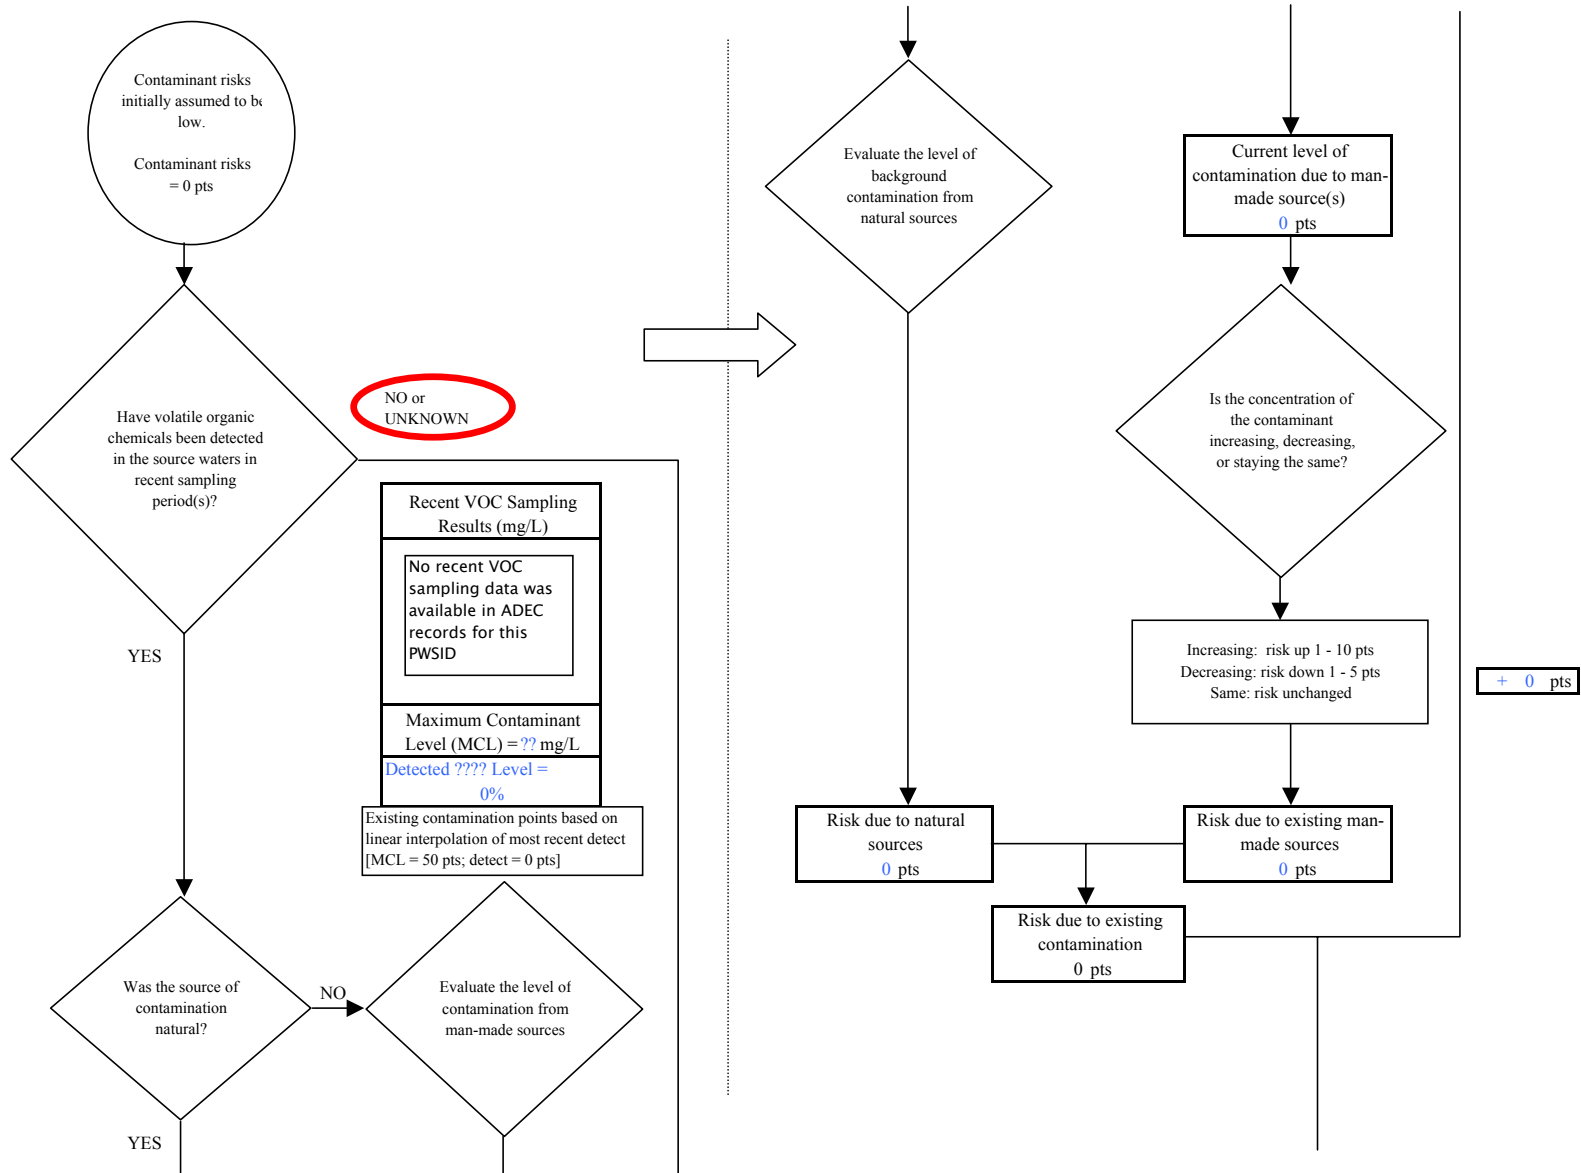 Contaminant risks
initially assumed to be
low.
Contaminant risks
= 0 pts
Have volatile organic
chemicals been detected
in the source waters in
recent sampling
period(s)?
NO or
UNKNOWN
YES
Recent VOC Sampling
Results (mg/L)
No recent VOC
sampling data was
available in ADEC
records for this
PWSID
Maximum Contaminant
Level (MCL) = ?? mg/L
Detected ???? Level =
0%
Existing contamination points based on
linear interpolation of most recent detect
[MCL = 50 pts; detect = 0 pts]
Was the source of
contamination
natural?
NO
Evaluate the level of
contamination from
man-made sources
YES
Evaluate the level of
background
contamination from
natural sources
Current level of
contamination due to man-
made source(s)
0 pts
Is the concentration of
the contaminant
increasing, decreasing,
or staying the same?
Increasing: risk up 1 - 10 pts
Decreasing: risk down 1 - 5 pts
Same: risk unchanged
+ 0 pts
Risk due to natural
sources
0 pts
Risk due to existing man-
made sources
0 pts
Risk due to existing
contamination
0 pts